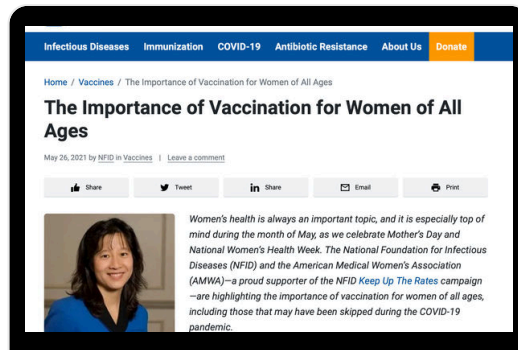 Infectious Diseases Immunization COVID-19 Antibiotic Resistance About Us Donate
Home / Vaccines / The Importance of Vaccination for Women of All Ages
The Importance of Vaccination for Women of All
Ages
May 26, 2021 by NFID in Vaccines | Leave a comment
Share Tweet Share Email Print
Women's health is always an important topic, and it is especially top of
mind during the month of May, as we celebrate Mother's Day and
National Women's Health Week. The National Foundation for Infectious
Diseases (NFID) and the American Medical Women's Association
(AMWA)—a proud supporter of the NFID Keep Up The Rates campaign
—are highlighting the importance of vaccination for women of all ages,
including those that may have been skipped during the COVID-19
pandemic.